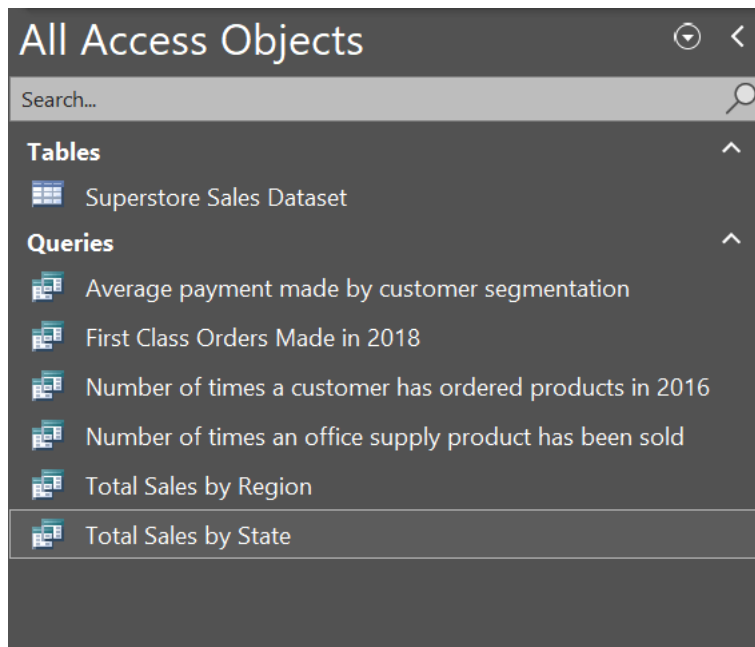 All Access Objects
Search...
Tables
Superstore Sales Dataset
Queries
Average payment made by customer segmentation
First Class Orders Made in 2018
Number of times a customer has ordered products in 2016
Number of times an office supply product has been sold
Total Sales by Region
Total Sales by State